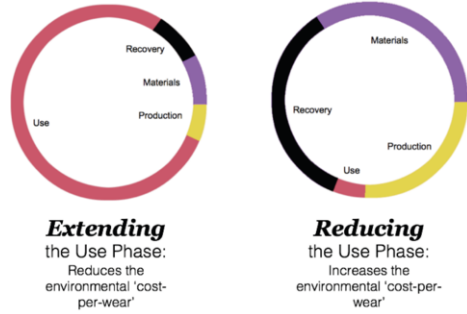 Recovery
Materials
Production
Use
Extending
the Use Phase:
Reduces the
environmental 'cost-
per-wear'
Materials
Recovery
Production
Use
Reducing
the Use Phase:
Increases the
environmental 'cost-per-
wear'